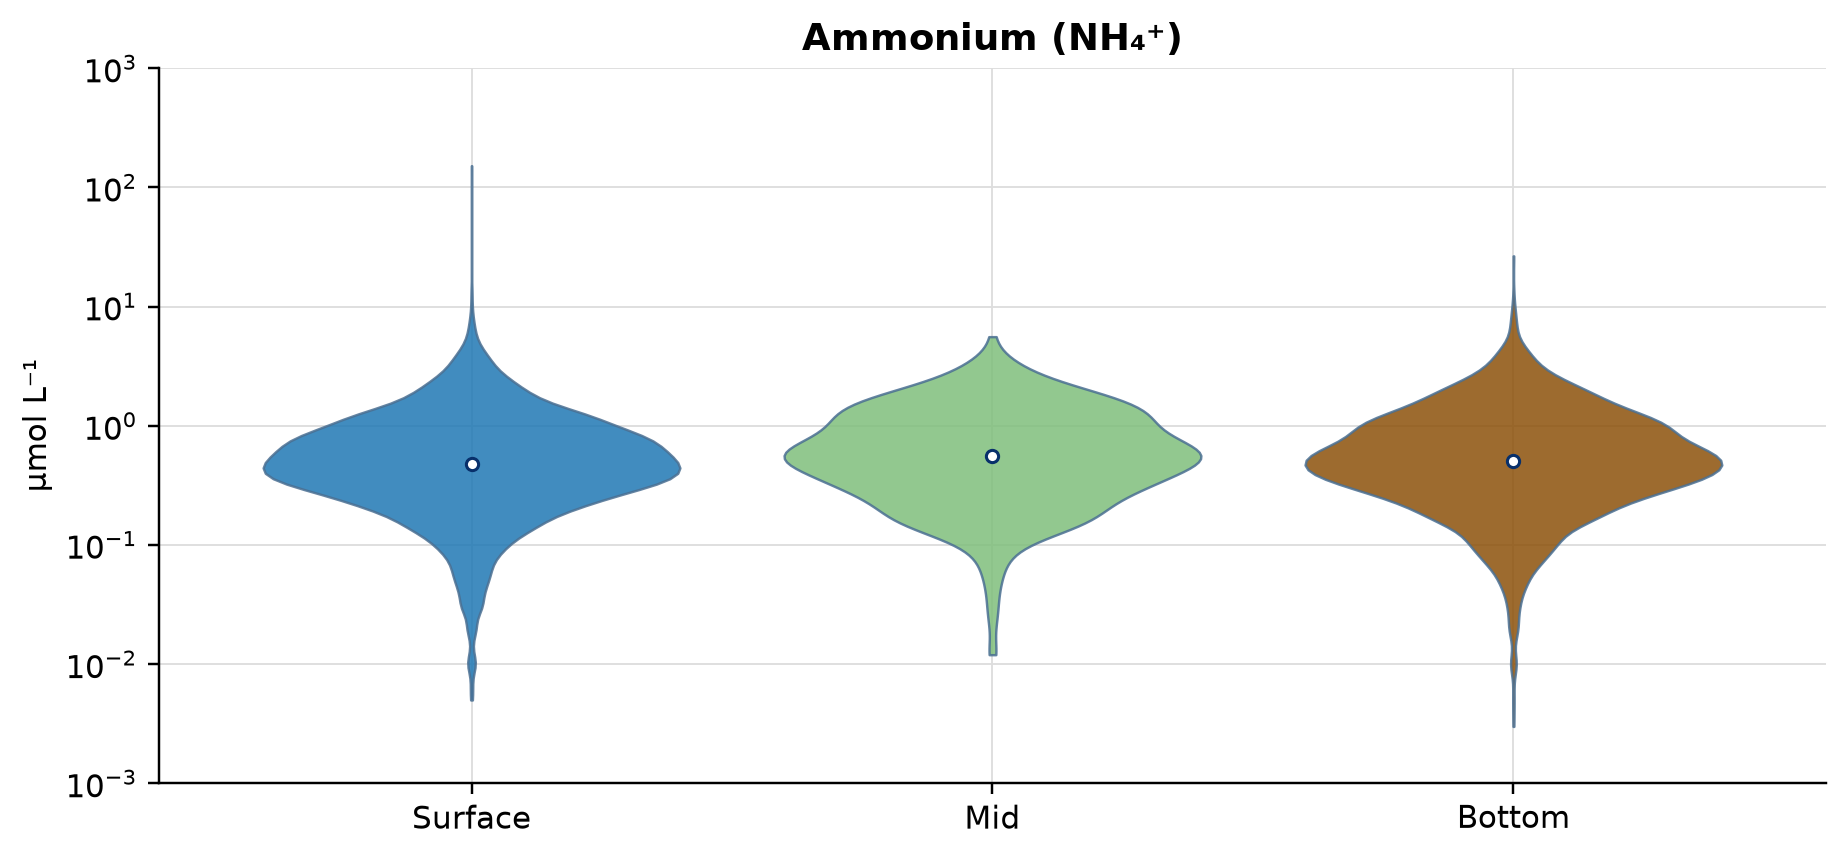 Ammonium (NH₄⁺)
10³
10²
10¹
10⁰
10⁻¹
10⁻²
10⁻³
µmol L⁻¹
Surface
Mid
Bottom